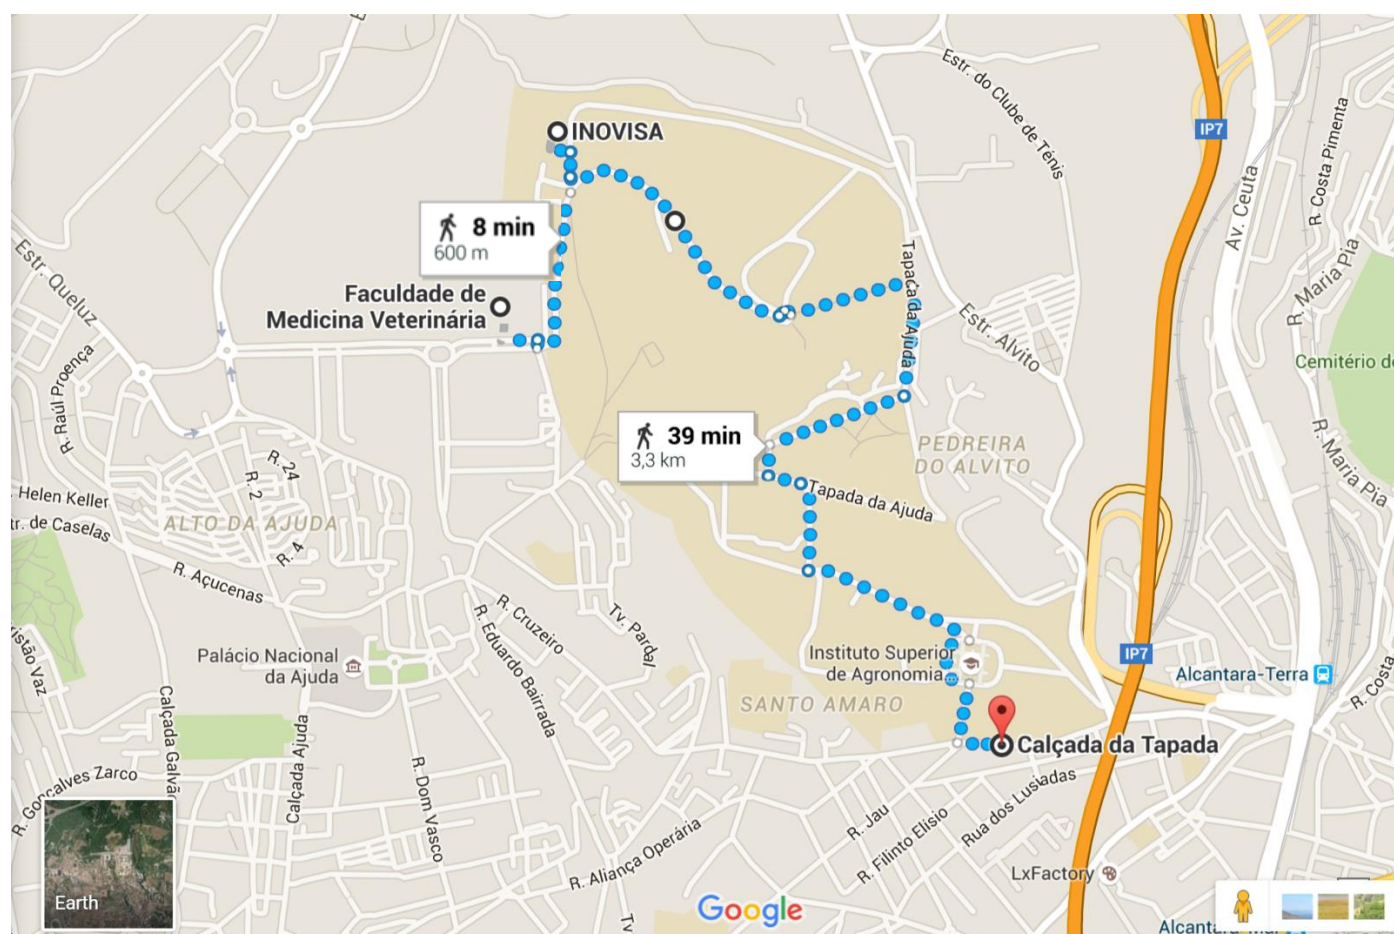 Estr. do Clube de Ténis
IP7
R. Costa Pimenta
INOVISA
Av. Ceuta
8 min
600 m
R. Maria Pia
Tapada da Ajuda
Estr. Queluz
Faculdade de
Medicina Veterinária
Estr. Alvito
R. Raúl Proença
Cemitério d
39 min
3,3 km
PEDREIRA
DO ALVITO
R. Maria Pia
R. 24
R. 2
Helen Keller
Tapada da Ajuda
tr. de Caselas
ALTO DA AJUDA
R. 4
R. Açucenas
R. Cruzeiro
Tv. Pardal
R. Eduardo Bairrada
ristão Vaz
Palácio Nacional
da Ajuda
Instituto Superior
de Agronomia
IP7
Alcantara-Terra
R. Costa
SANTO AMARO
Calçada Galvã
Calçada Ajuda
Calçada da Tapada
R. Gonçalves Zarco
R. Dom Vasco
Rua dos Lusíadas
R. Jau
R. Filinto Elísio
R. Aliança Operária
LxFactory
Earth
Google
Tv